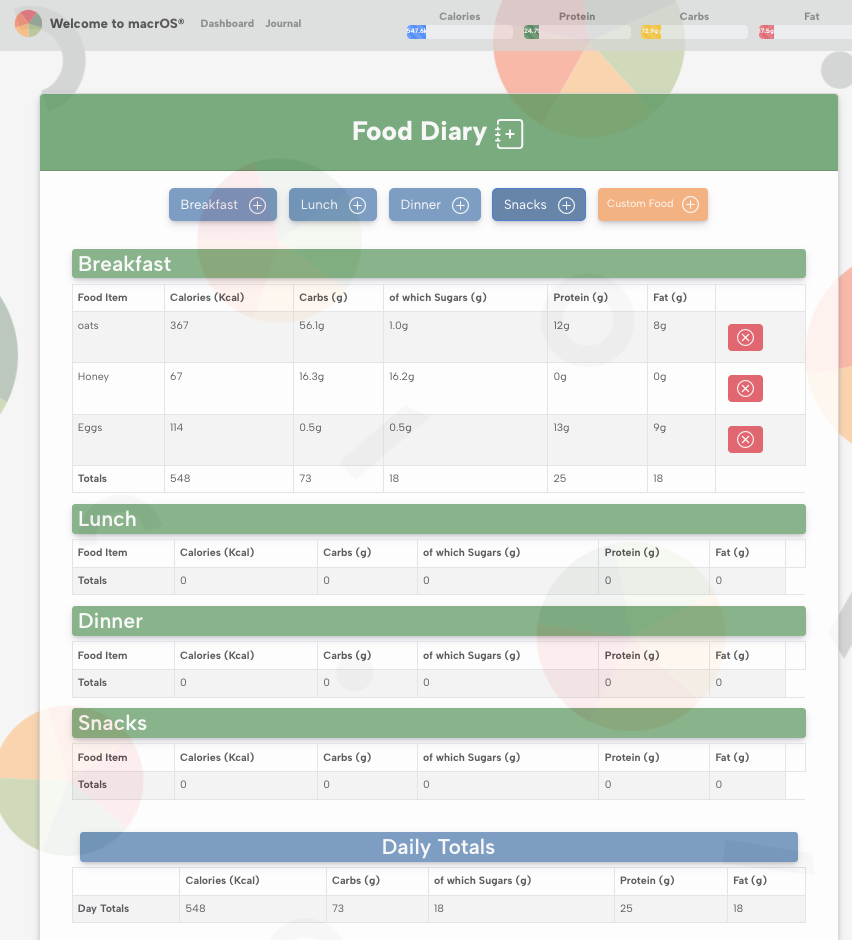 Welcome to macrOS® Dashboard Journal Calories Protein Carbs Fat
547.6k 24.7 73.9g 17.5g
Food Diary
Breakfast Lunch Dinner Snacks Custom Food
Breakfast
Food Item Calories (Kcal) Carbs (g) of which Sugars (g) Protein (g) Fat (g)
oats 367 56.1g 1.0g 12g 8g
Honey 67 16.3g 16.2g 0g 0g
Eggs 114 0.5g 0.5g 13g 9g
Totals 548 73 18 25 18
Lunch
Food Item Calories (Kcal) Carbs (g) of which Sugars (g) Protein (g) Fat (g)
Totals 0 0 0 0 0
Dinner
Food Item Calories (Kcal) Carbs (g) of which Sugars (g) Protein (g) Fat (g)
Totals 0 0 0 0 0
Snacks
Food Item Calories (Kcal) Carbs (g) of which Sugars (g) Protein (g) Fat (g)
Totals 0 0 0 0 0
Daily Totals
Calories (Kcal) Carbs (g) of which Sugars (g) Protein (g) Fat (g)
Day Totals 548 73 18 25 18